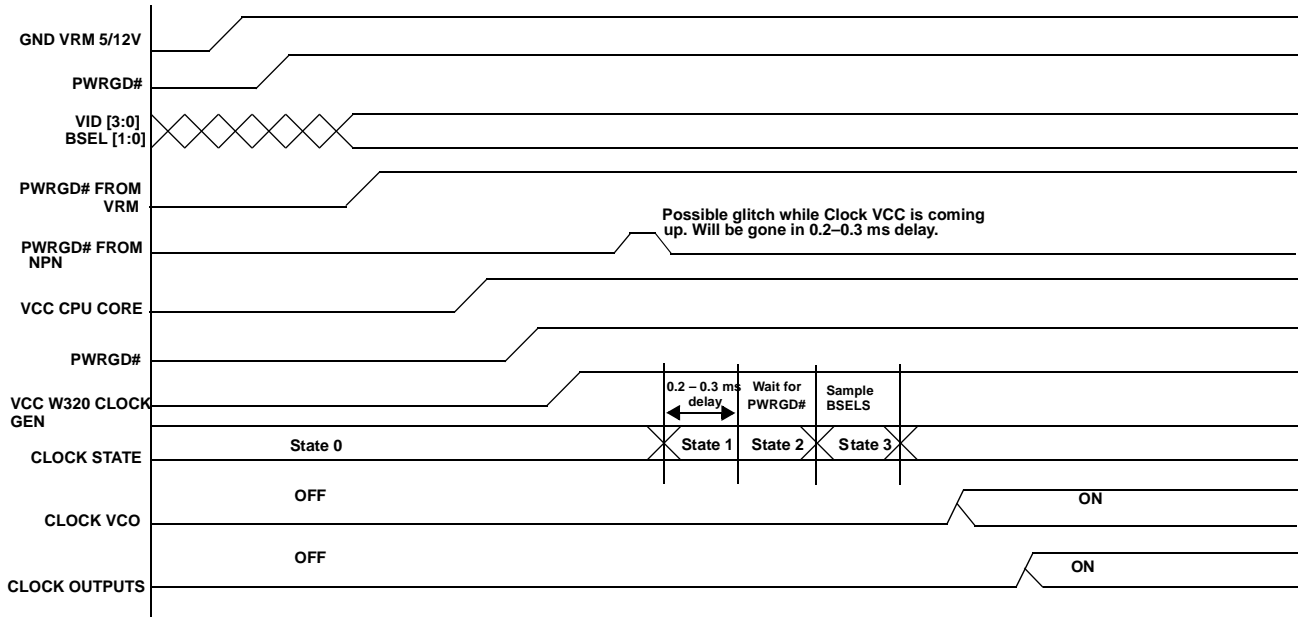 GND VRM 5/12V
PWRGD#
VID [3:0]
BSEL [1:0]
PWRGD# FROM
VRM
Possible glitch while Clock VCC is coming
up. Will be gone in 0.2–0.3 ms delay.
PWRGD# FROM
NPN
VCC CPU CORE
PWRGD#
0.2 – 0.3 ms
delay
Wait for
PWRGD#
Sample
BSELS
VCC W320 CLOCK
GEN
State 0
State 1
State 2
State 3
CLOCK STATE
OFF
ON
CLOCK VCO
OFF
ON
CLOCK OUTPUTS